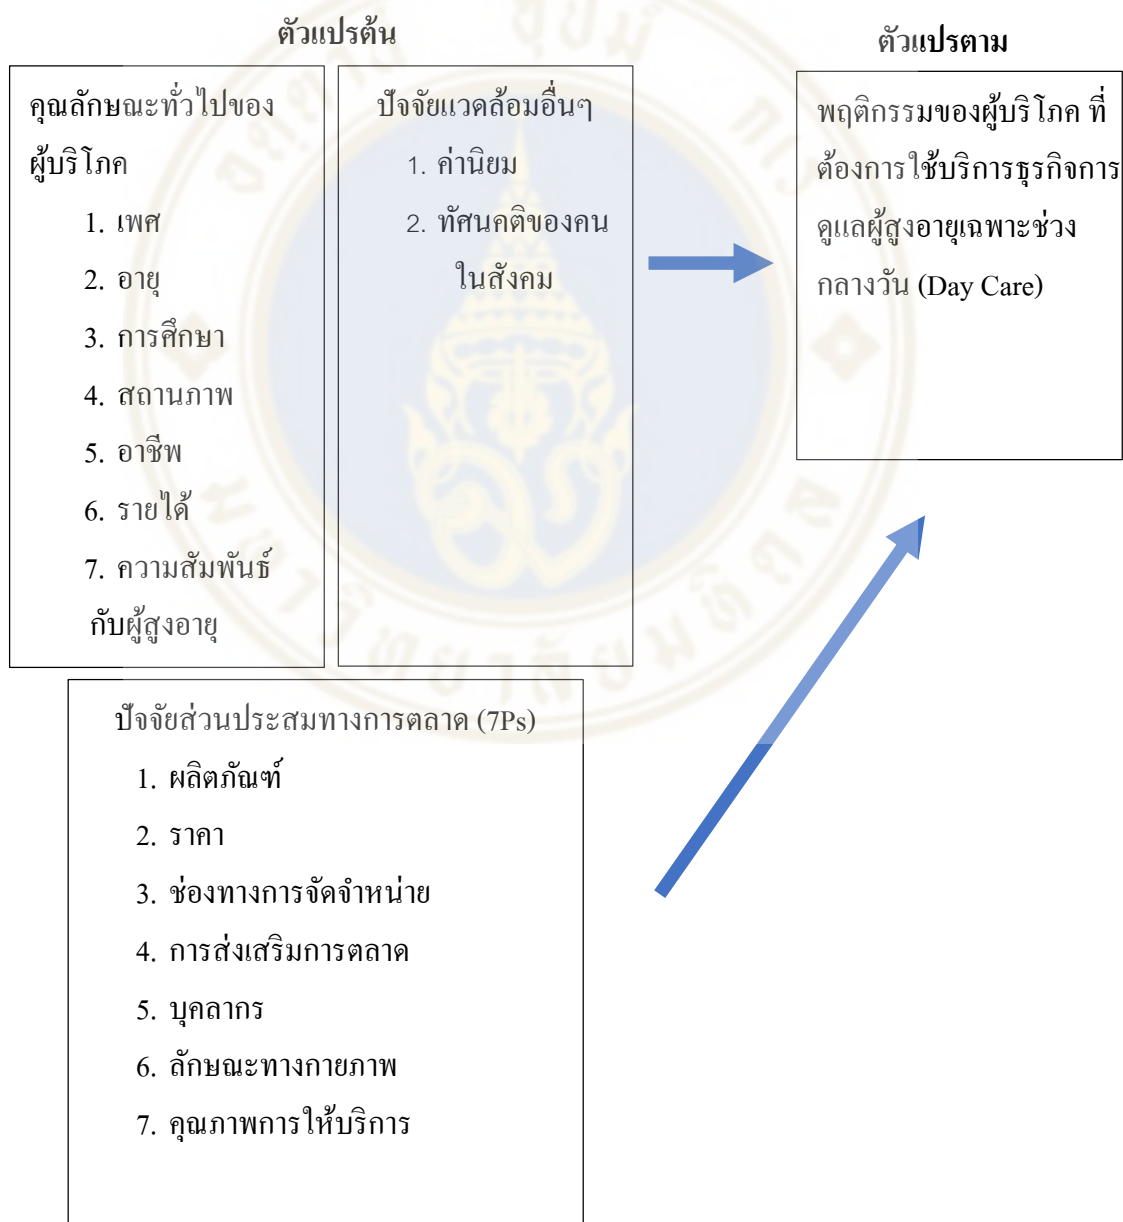 ตัวแปรต้น
ตัวแปรตาม
คุณลักษณะทั่วไปของ
ผู้บริโภค
1. เพศ
2. อายุ
3. การศึกษา
4. สถานภาพ
5. อาชีพ
6. รายได้
7. ความสัมพันธ์
กับผู้สูงอายุ
ปัจจัยแวดล้อมอื่นๆ
1. ค่านิยม
2. ทัศนคติของคน
ในสังคม
พฤติกรรมของผู้บริโภค ที่
ต้องการใช้บริการธุรกิจการ
ดูแลผู้สูงอายุเฉพาะช่วง
กลางวัน (Day Care)
ปัจจัยส่วนประสมทางการตลาด (7Ps)
1. ผลิตภัณฑ์
2. ราคา
3. ช่องทางการจัดจำหน่าย
4. การส่งเสริมการตลาด
5. บุคลากร
6. ลักษณะทางกายภาพ
7. คุณภาพการให้บริการ
มหาวิทยาลัยมหิดล